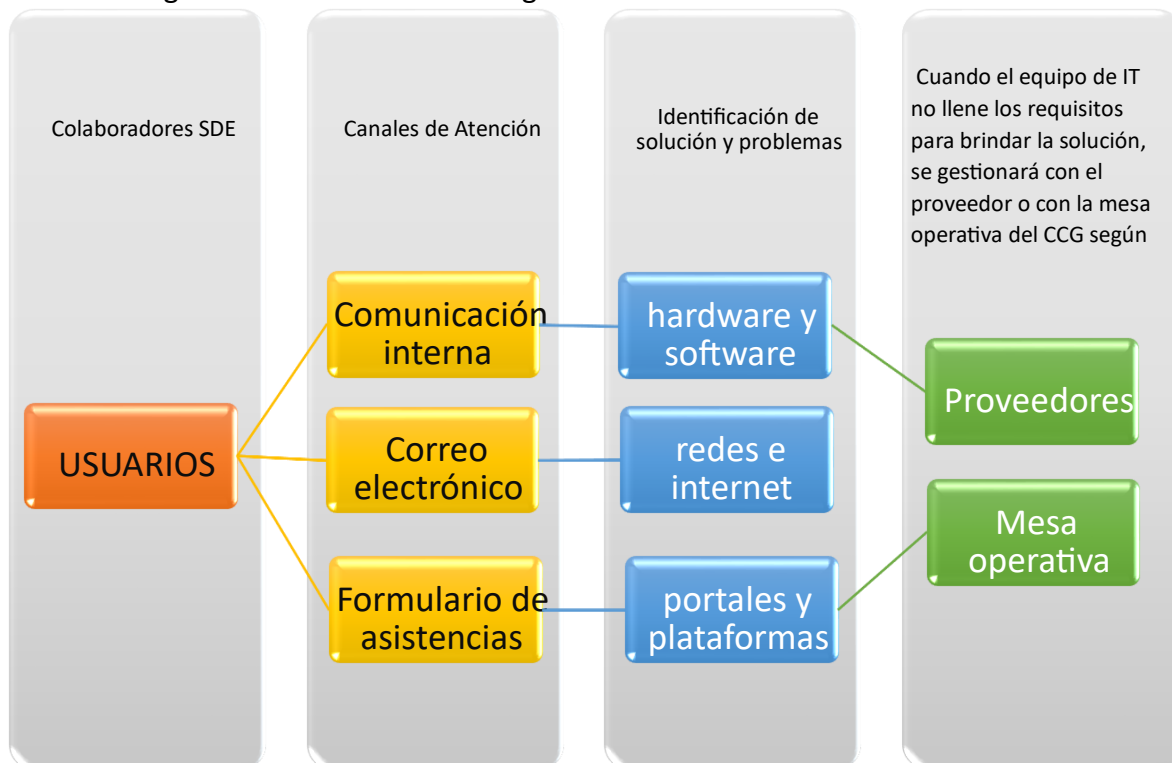 Colaboradores SDE
Canales de Atención
Identificación de
solución y problemas
Cuando el equipo de IT
no llene los requisitos
para brindar la solución,
se gestionará con el
proveedor o con la mesa
operativa del CCG según
USUARIOS
Comunicación
interna
Correo
electrónico
Formulario de
asistencias
hardware y
software
redes e
internet
portales y
plataformas
Proveedores
Mesa
operativa